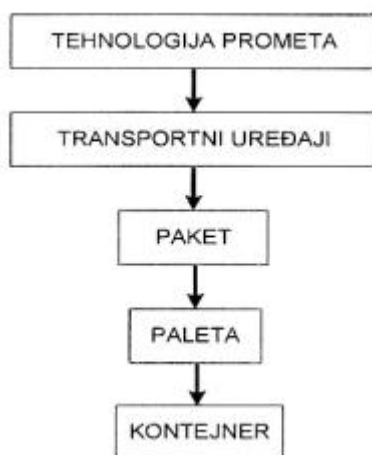 TEHNOLOGIJA PROMETA
TRANSPORTNI UREĐAJI
PAKET
PALETA
KONTEJNER